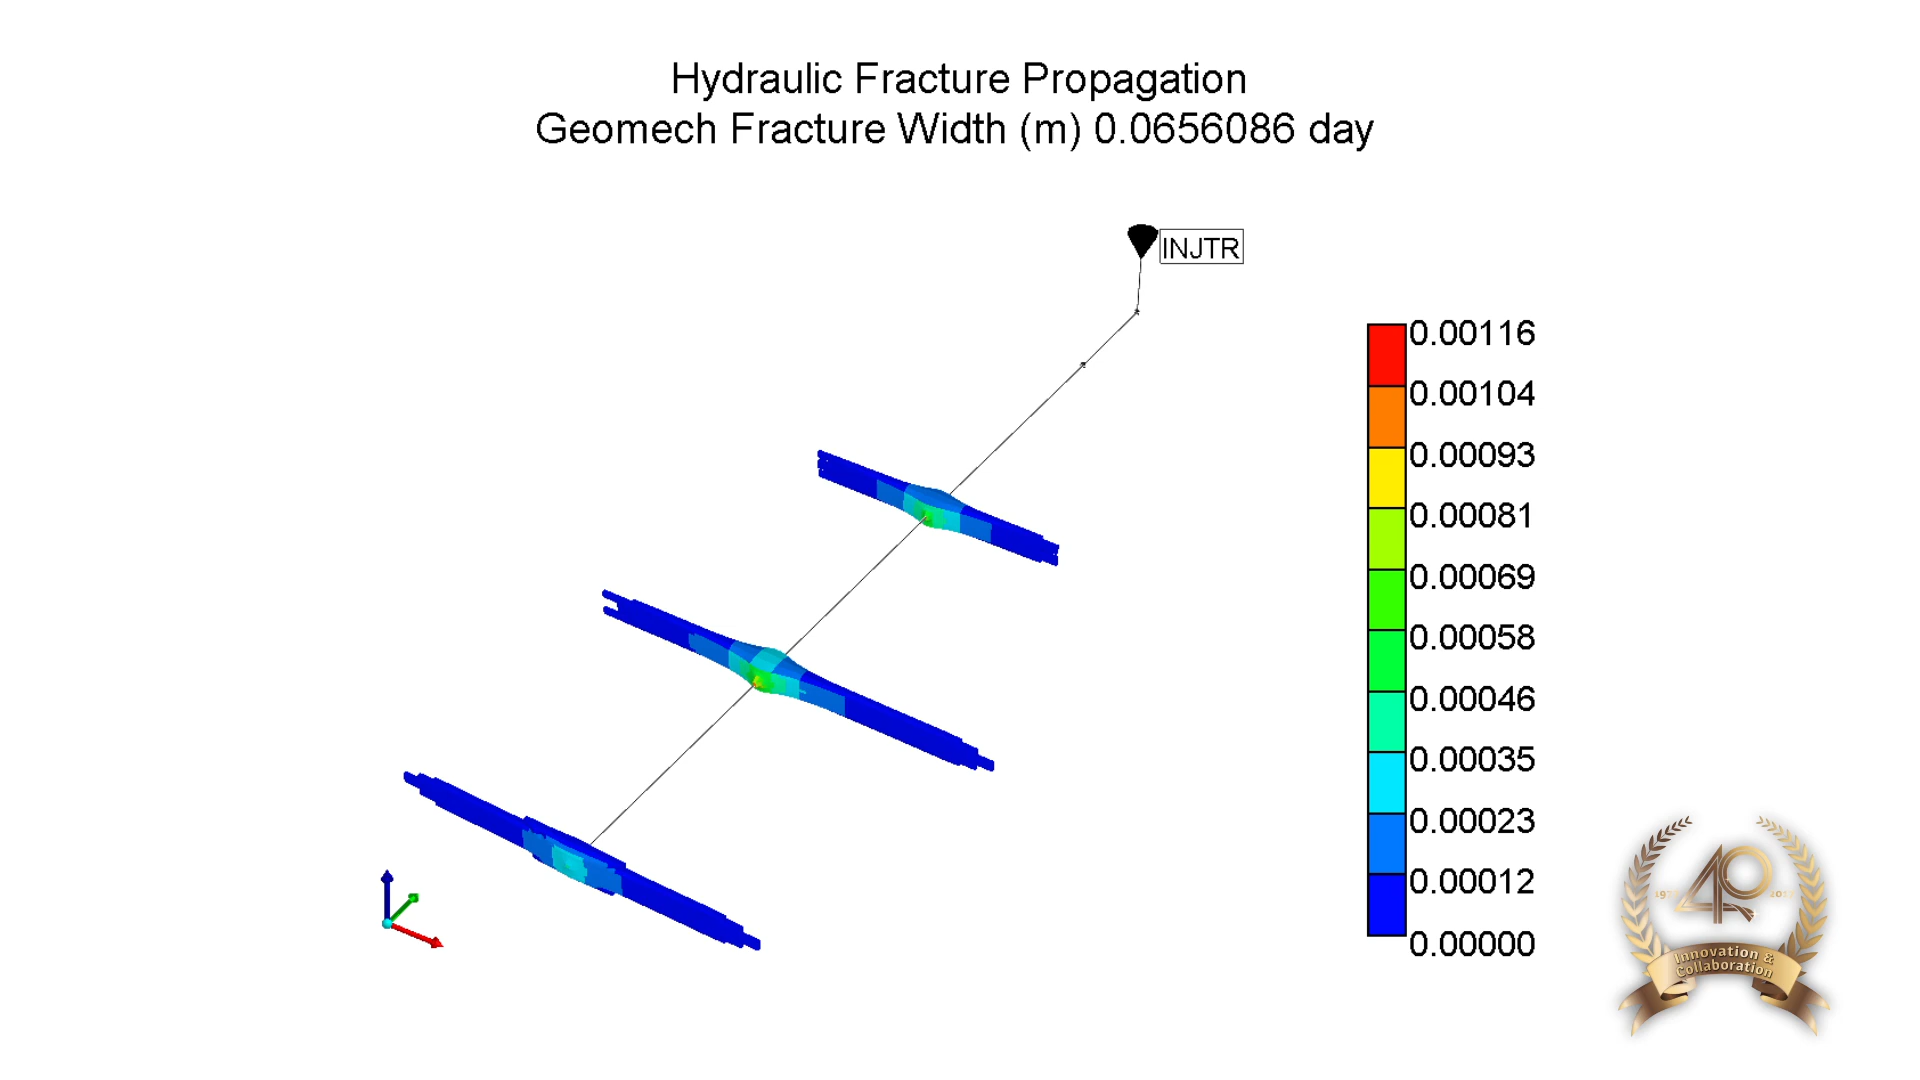 Hydraulic Fracture Propagation
Geomech Fracture Width (m) 0.0656086 day
INJTR
0.00116
0.00104
0.00093
0.00081
0.00069
0.00058
0.00046
0.00035
0.00023
0.00012
0.00000
40
Innovation &
Collaboration